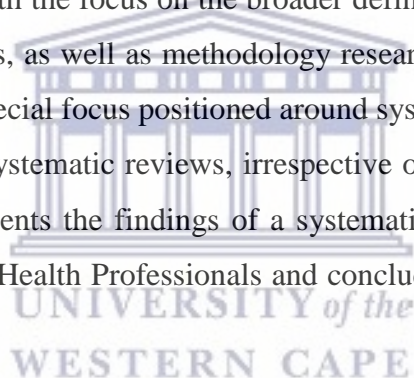 the focus on the broader defin
s, as well as methodology resear
ecial focus positioned around sys
ystematic reviews, irrespective o
ents the findings of a systemati
Health Professionals and conclu
UNIVERSITY of the
WESTERN CAPE